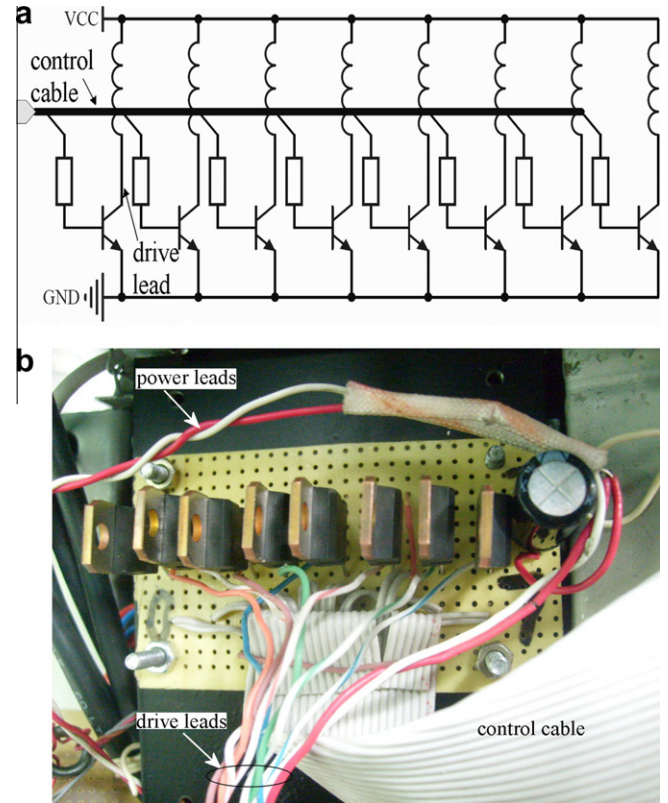 a
VCC
control
cable
drive
lead
GND
b
power leads
drive leads
control cable